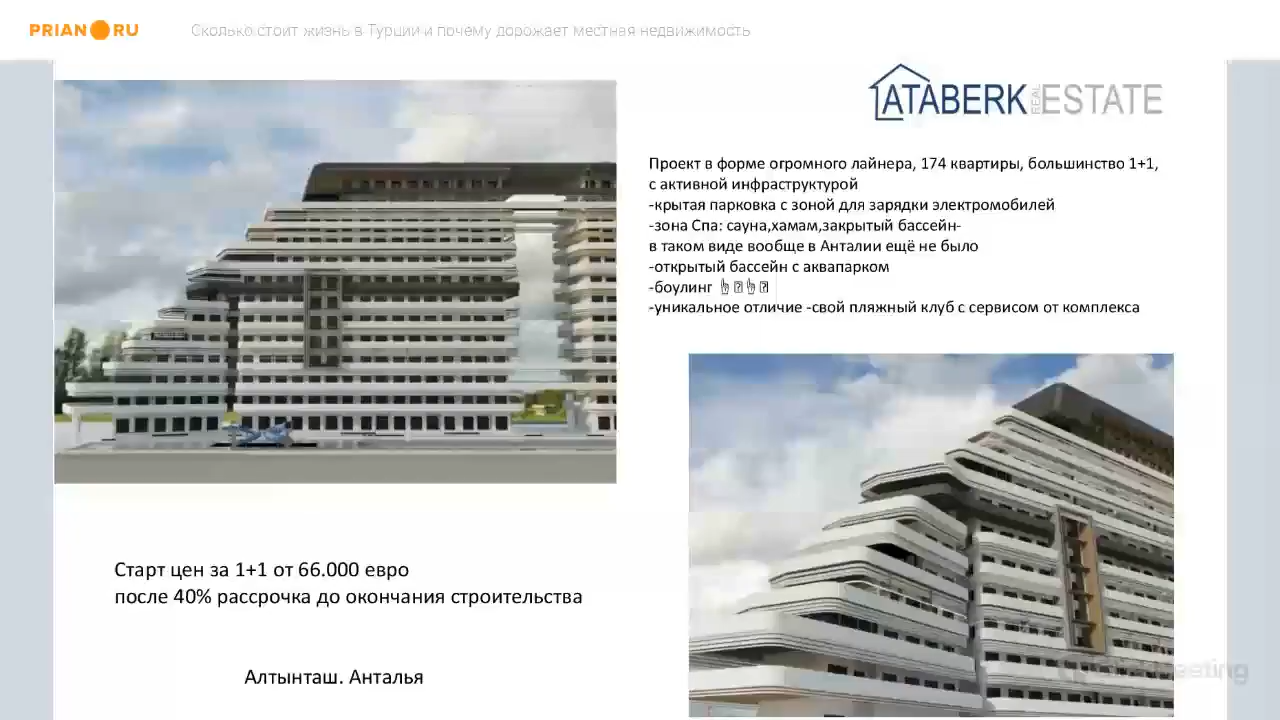 PRIAN RU
Сколько стоит жизнь в Турции и почему дорожает местная недвижимость
ATABERK REAL ESTATE
Проект в форме огромного лайнера, 174 квартиры, большинство 1+1,
с активной инфраструктурой
-крытая парковка с зоной для зарядки электромобилей
-зона Спа: сауна,хамам,закрытый бассейн-
в таком виде вообще в Анталии ещё не было
-открытый бассейн с аквапарком
-боулинг
-уникальное отличие -свой пляжный клуб с сервисом от комплекса
Старт цен за 1+1 от 66.000 евро
после 40% рассрочка до окончания строительства
Алтынташ. Анталья